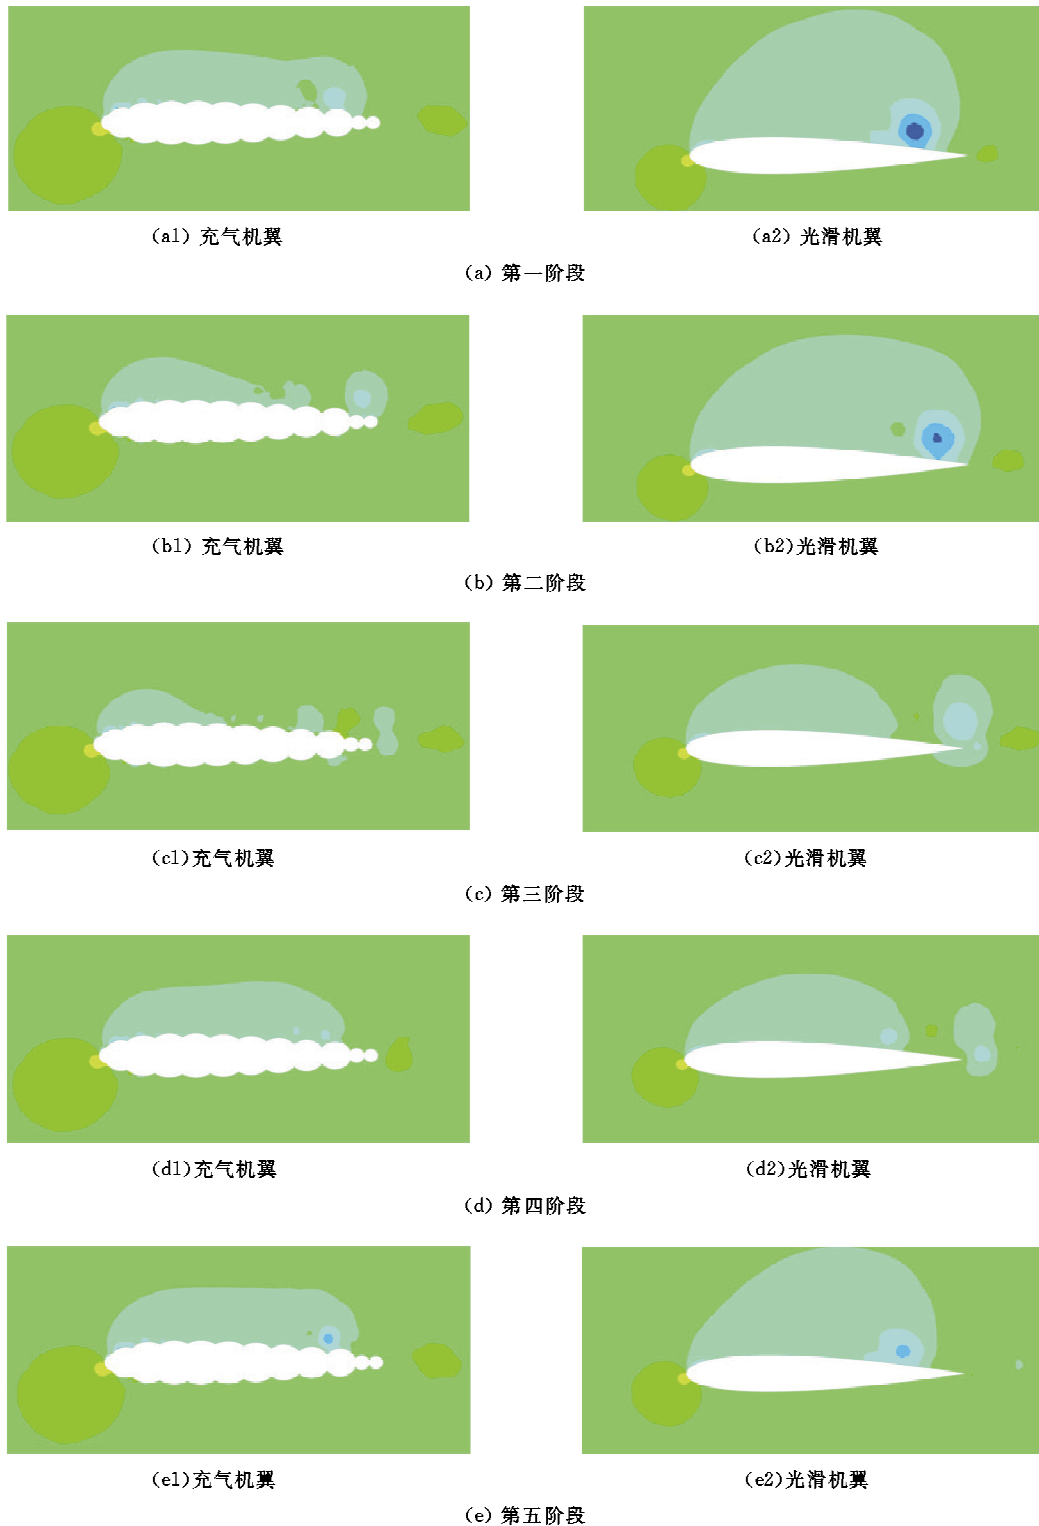 (a1) 充气机翼
(a2) 光滑机翼
(a) 第一阶段
(b1) 充气机翼
(b2)光滑机翼
(b) 第二阶段
(c1)充气机翼
(c2)光滑机翼
(c) 第三阶段
(d1)充气机翼
(d2)光滑机翼
(d) 第四阶段
(e1)充气机翼
(e2)光滑机翼
(e) 第五阶段